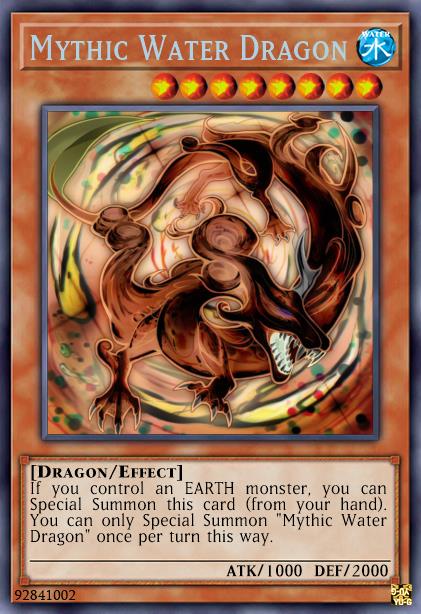 Mythic Water Dragon
WATER
水
[Dragon/Effect]
If you control an EARTH monster, you can
Special Summon this card (from your hand).
You can only Special Summon "Mythic Water
Dragon" once per turn this way.
ATK/1000 DEF/2000
92841002